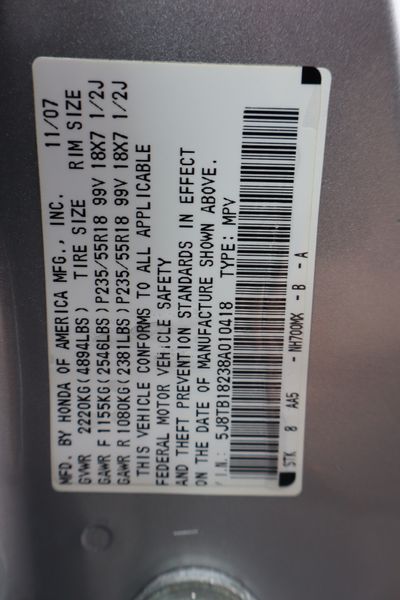 MFD. BY HONDA OF AMERICA MFG., INC. 11/07
GVWR 2220KG(4894LBS) TIRE SIZE RIM SIZE
GAWR F 1155KG(2546LBS)P235/55R18 99V 18X7 1/2J
GAWR R 1080KG(2381LBS)P235/55R18 99V 18X7 1/2J
THIS VEHICLE CONFORMS TO ALL APPLICABLE
FEDERAL MOTOR VEHICLE SAFETY
AND THEFT PREVENTION STANDARDS IN EFFECT
ON THE DATE OF MANUFACTURE SHOWN ABOVE.
V.I.N.: 5J8TB18238A010418 TYPE: MPV
STK 8 AA5 - NH700MX - B - A